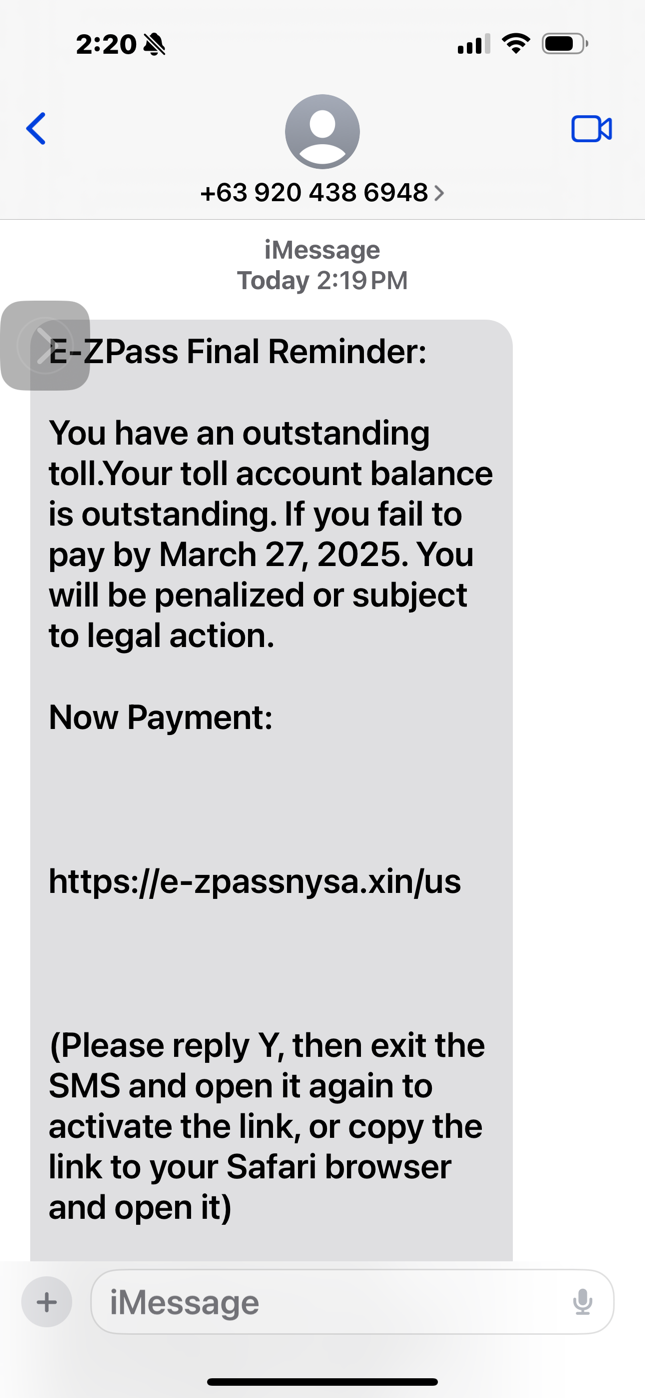 2:20
+63 920 438 6948
iMessage
Today 2:19 PM
E-ZPass Final Reminder:
You have an outstanding
toll.Your toll account balance
is outstanding. If you fail to
pay by March 27, 2025. You
will be penalized or subject
to legal action.
Now Payment:
https://e-zpassnysa.xin/us
(Please reply Y, then exit the
SMS and open it again to
activate the link, or copy the
link to your Safari browser
and open it)
iMessage